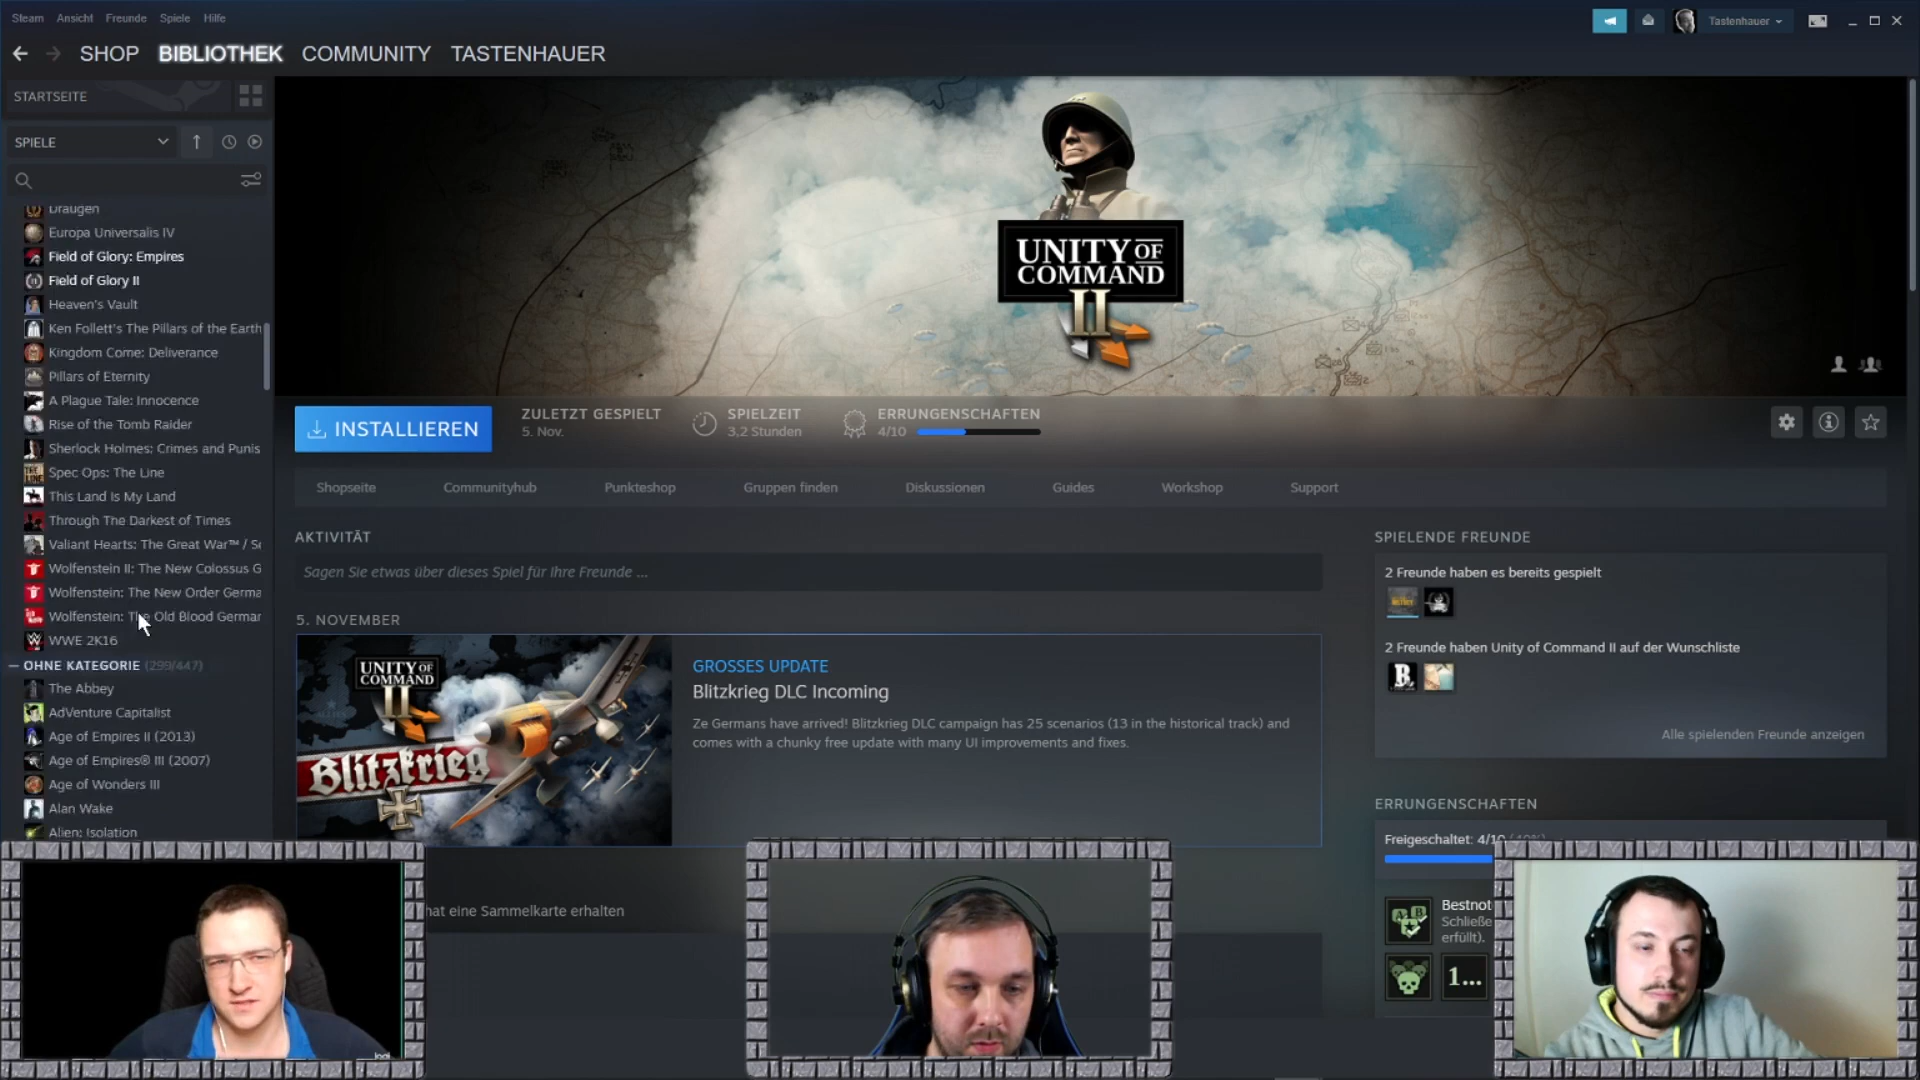 Steam Ansicht Freunde Spiele Hilfe
Tastenhauer
SHOP BIBLIOTHEK COMMUNITY TASTENHAUER
STARTSEITE
SPIELE
Draugen
Europa Universalis IV
Field of Glory: Empires
Field of Glory II
Heaven's Vault
Ken Follett's The Pillars of the Earth
Kingdom Come: Deliverance
Pillars of Eternity
A Plague Tale: Innocence
Rise of the Tomb Raider
Sherlock Holmes: Crimes and Punis
Spec Ops: The Line
This Land Is My Land
Through The Darkest of Times
Valiant Hearts: The Great War™ / So
Wolfenstein II: The New Colossus G
Wolfenstein: The New Order Germa
Wolfenstein: The Old Blood German
WWE 2K16
— OHNE KATEGORIE (299/447)
The Abbey
AdVenture Capitalist
Age of Empires II (2013)
Age of Empires® III (2007)
Age of Wonders III
Alan Wake
Alien: Isolation
UNITY OF
COMMAND
II
INSTALLIEREN
ZULETZT GESPIELT
5. Nov.
SPIELZEIT
3,2 Stunden
ERRUNGENSCHAFTEN
4/10
Shopseite Communityhub Punkteshop Gruppen finden Diskussionen Guides Workshop Support
AKTIVITÄT
Sagen Sie etwas über dieses Spiel für Ihre Freunde ...
5. NOVEMBER
UNITY OF
COMMAND
II
Blitzkrieg
GROSSES UPDATE
Blitzkrieg DLC Incoming
Ze Germans have arrived! Blitzkrieg DLC campaign has 25 scenarios (13 in the historical track) and
comes with a chunky free update with many UI improvements and fixes.
hat eine Sammelkarte erhalten
SPIELENDE FREUNDE
2 Freunde haben es bereits gespielt
2 Freunde haben Unity of Command II auf der Wunschliste
B.
Alle spielenden Freunde anzeigen
ERRUNGENSCHAFTEN
Freigeschaltet: 4/10 (40%)
Bestnot
Schließe
erfüllt).
1...
logi